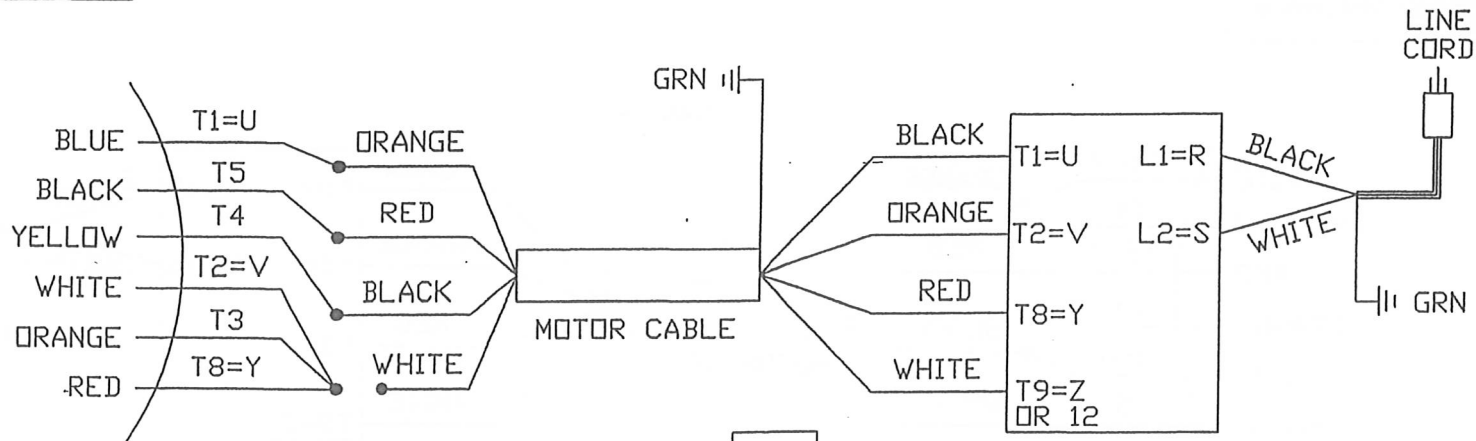 LINE
CORD
GRN
BLUE
T1=U
ORANGE
BLACK
T5
RED
YELLOW
T4
BLACK
WHITE
T2=V
ORANGE
T3
WHITE
RED
T8=Y
MOTOR CABLE
BLACK
ORANGE
RED
WHITE
T1=U
L1=R
T2=V
L2=S
T8=Y
T9=Z
OR 12
BLACK
WHITE
GRN